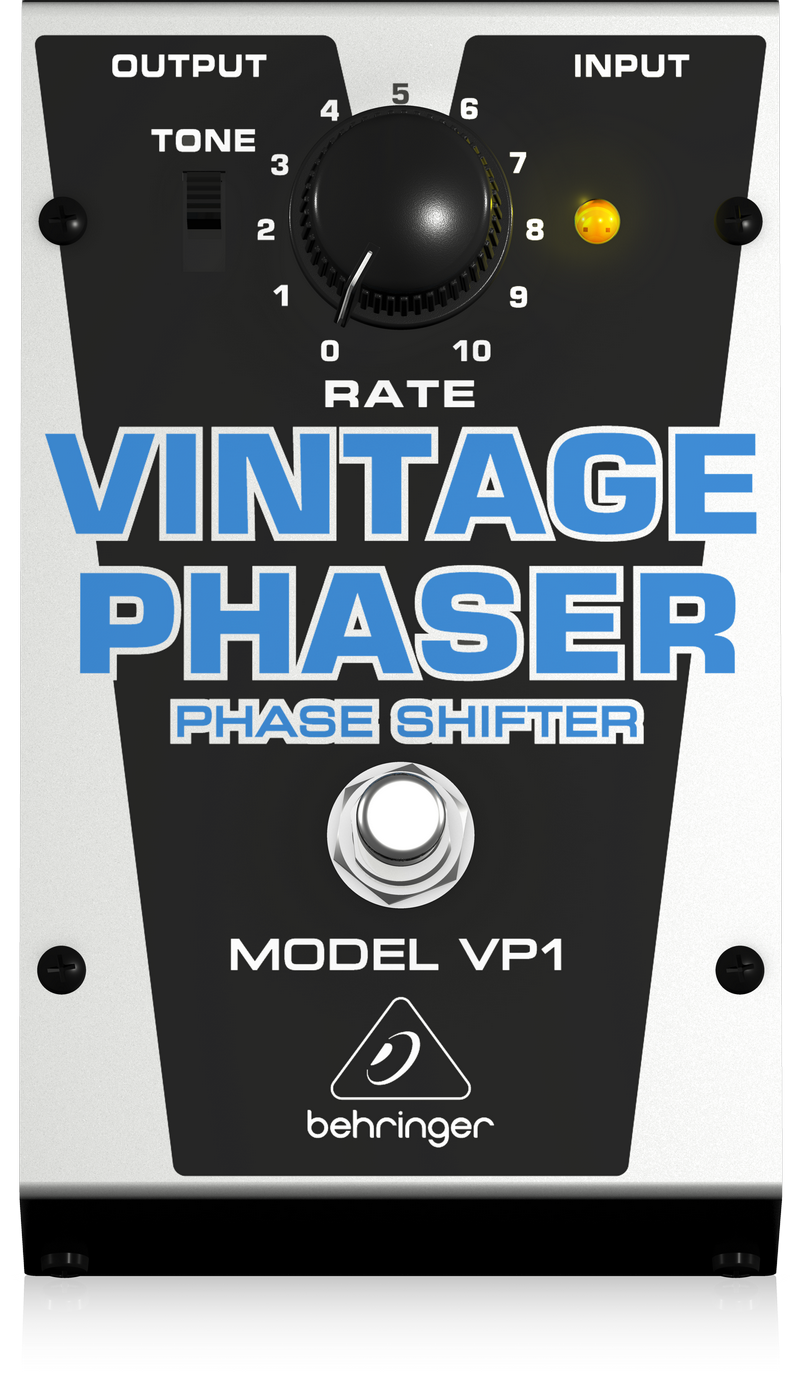 OUTPUT
INPUT
TONE
0
1
2
3
4
5
6
7
8
9
10
RATE
VINTAGE
PHASER
PHASE SHIFTER
MODEL VP1
behringer